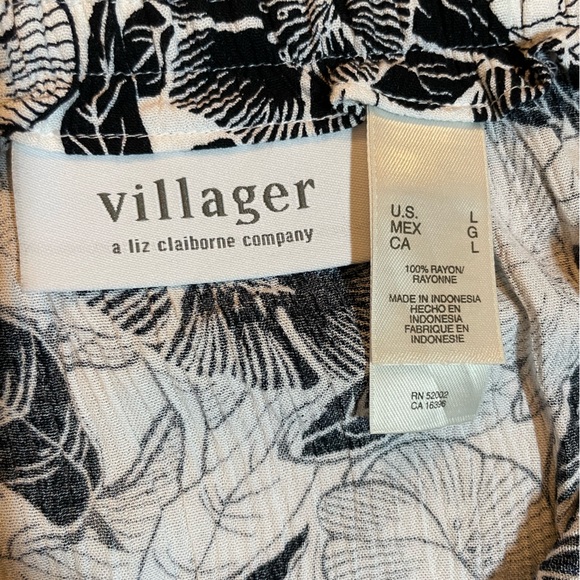 villager
a liz claiborne company
U.S. L
MEX G
CA L
100% RAYON/
RAYONNE
MADE IN INDONESIA
HECHO EN
INDONESIA
FABRIQUE EN
INDONESIE
RN 52002
CA